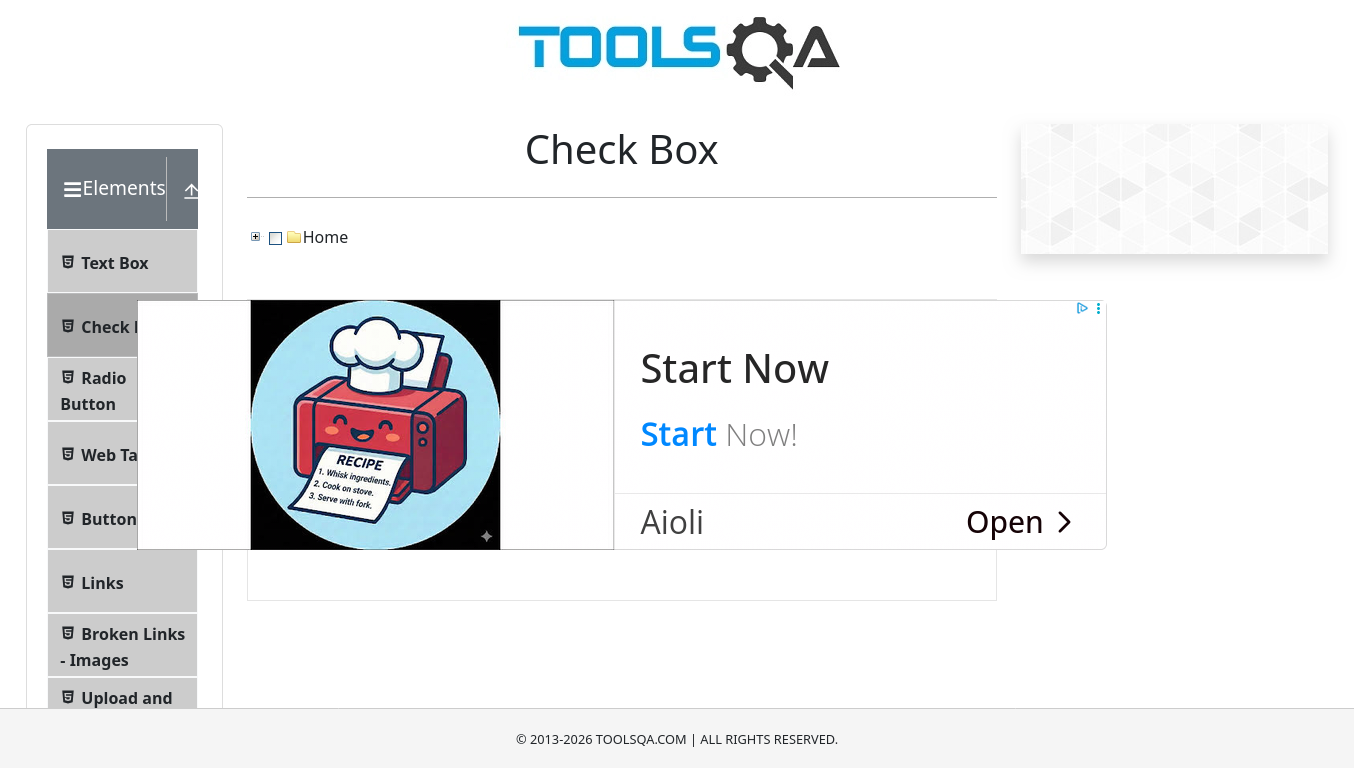 TOOLSQA
Check Box
Elements
Home
Text Box
Check
Radio
Button
Web Ta
Button
Links
Broken Links
- Images
Upload and
RECIPE
1. Whisk ingredients.
2. Cook on stove.
3. Serve with fork.
Start Now
Start Now!
Aioli
Open
© 2013-2026 TOOLSQA.COM | ALL RIGHTS RESERVED.